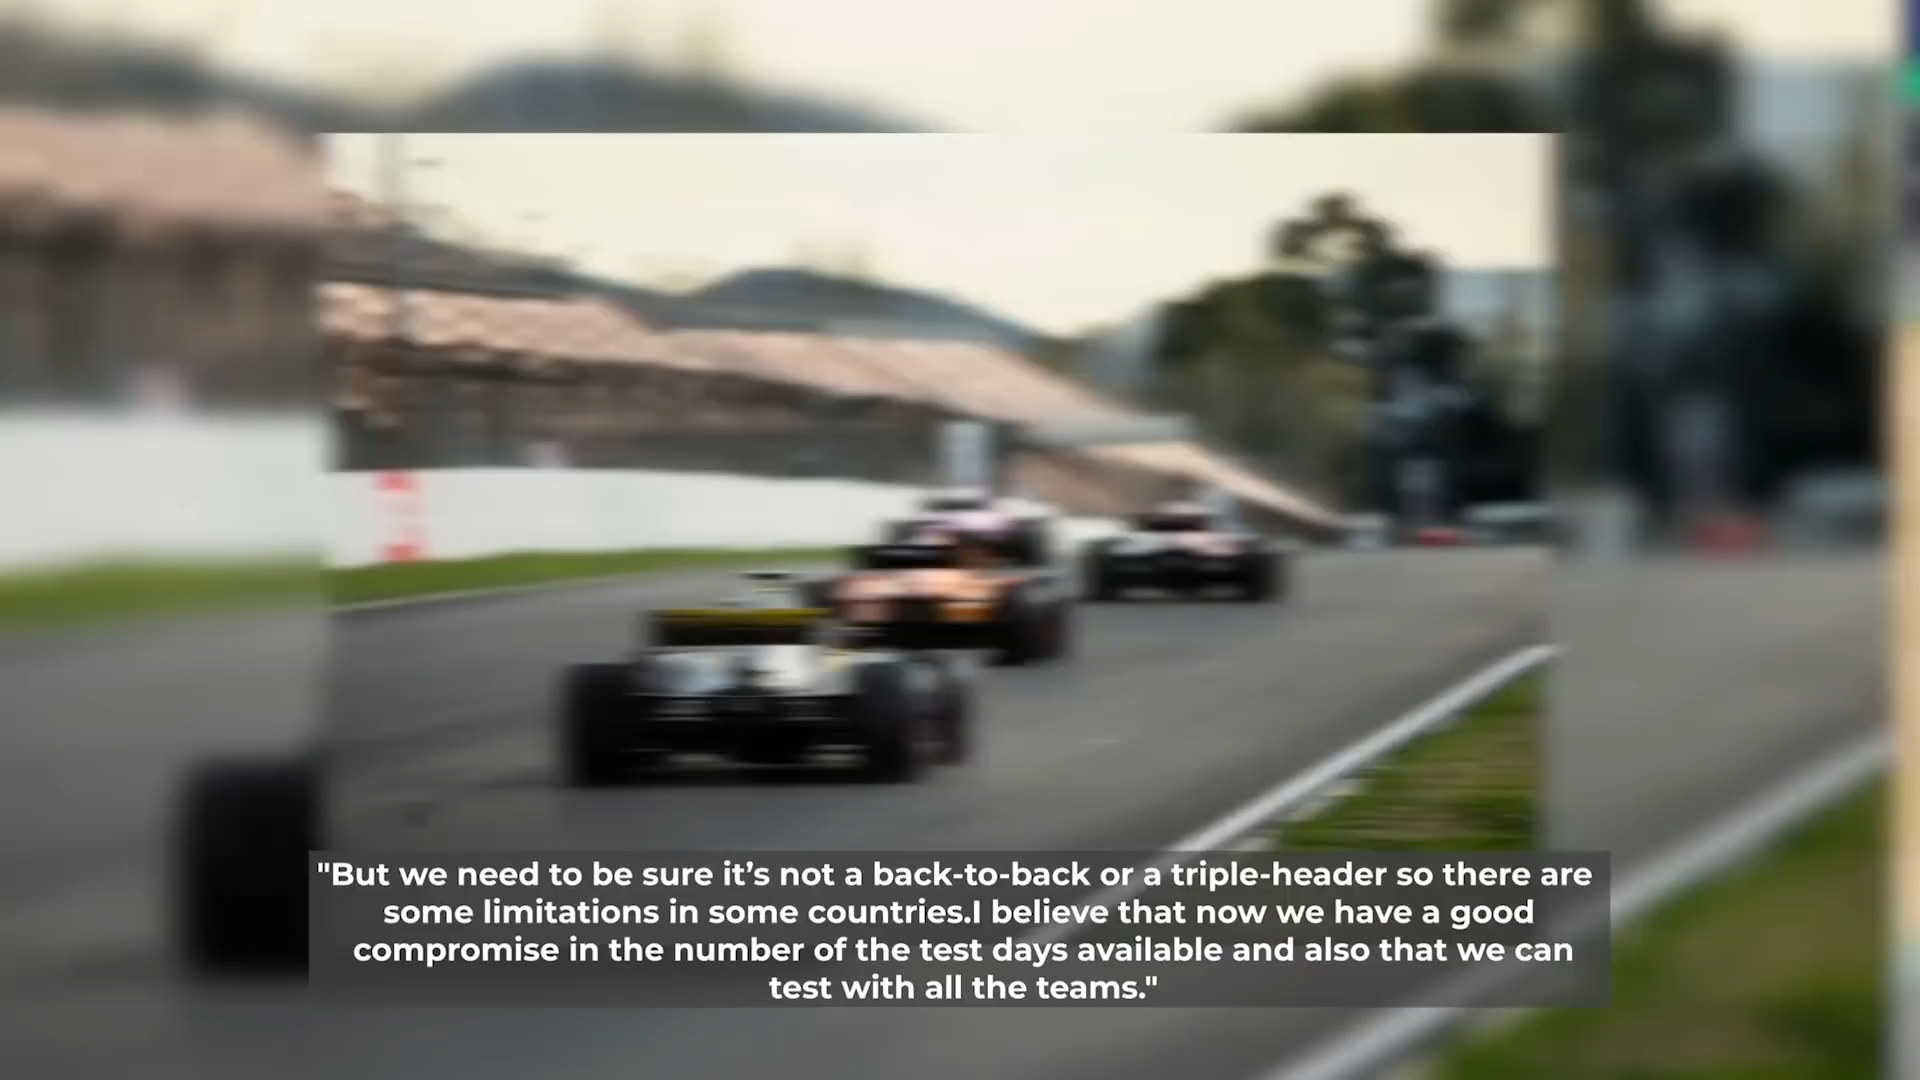 "But we need to be sure it’s not a back-to-back or a triple-header so there are
some limitations in some countries.I believe that now we have a good
compromise in the number of the test days available and also that we can
test with all the teams."